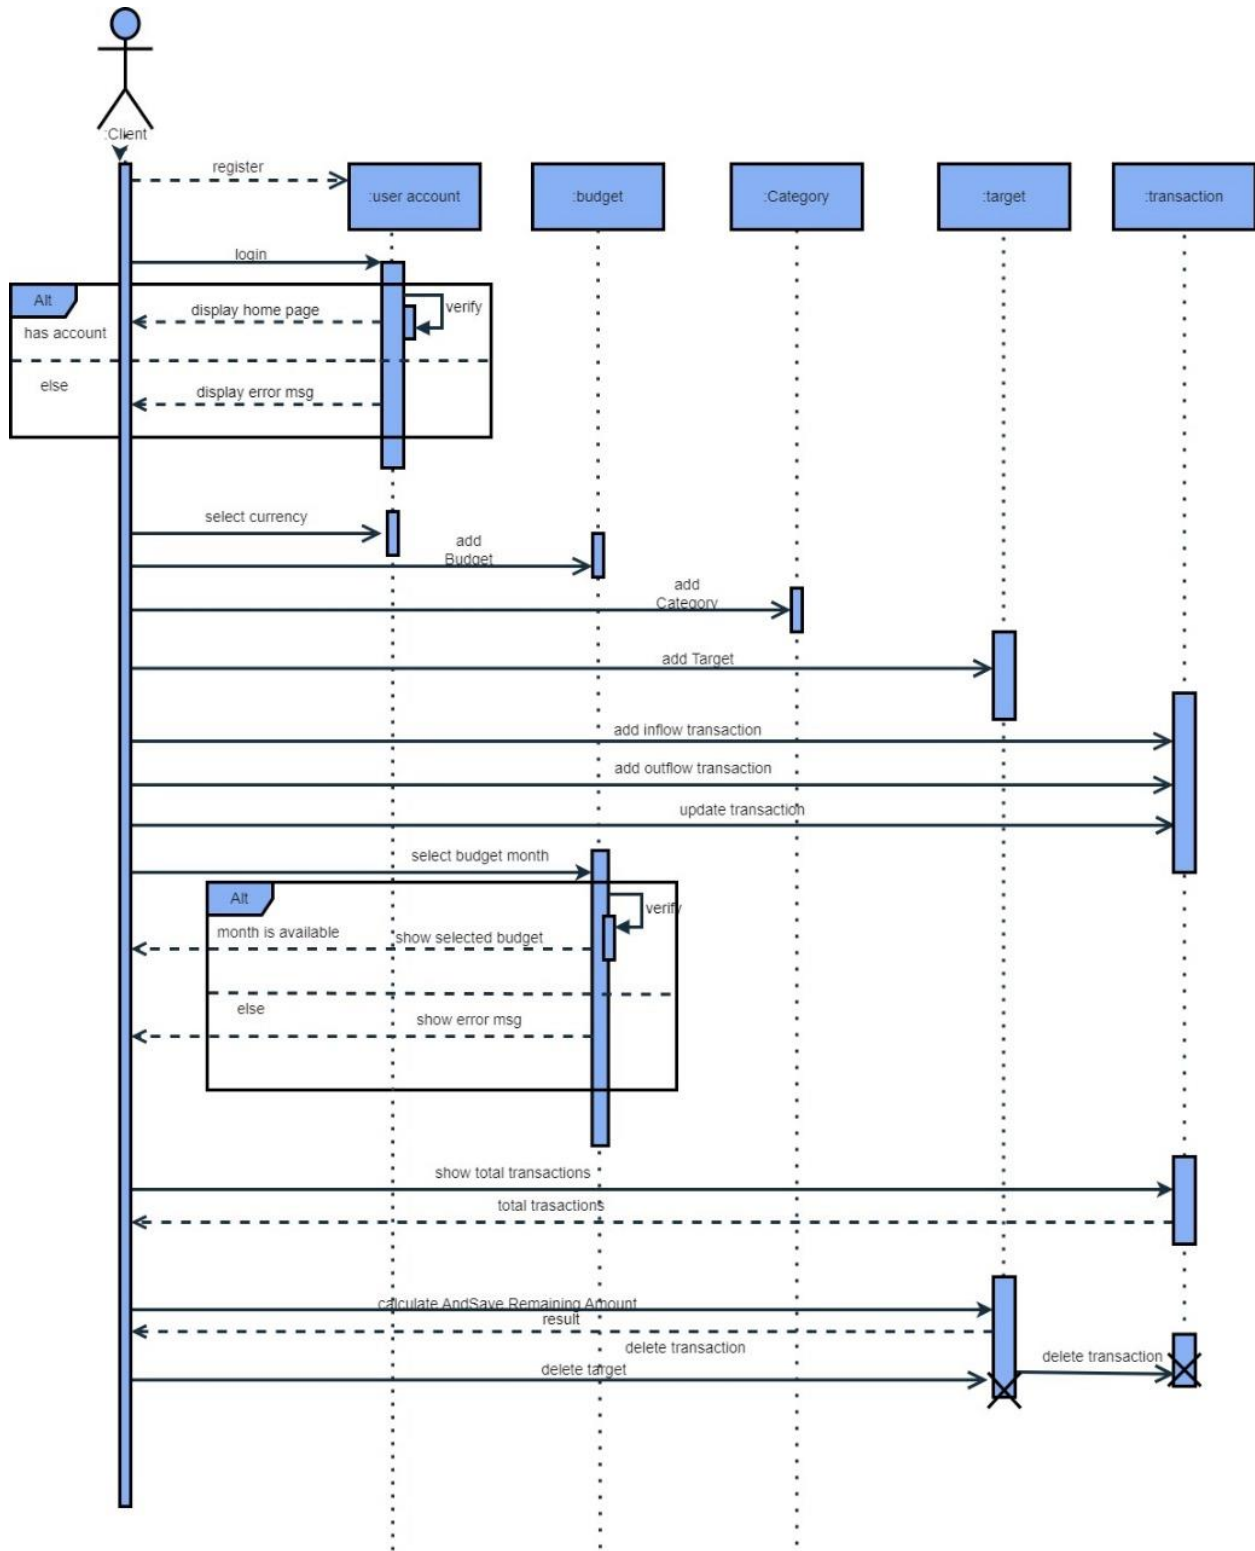 :Client
register
:user account
:budget
:Category
:target
:transaction
login
Alt
display home page
verify
has account
else
display error msg
select currency
add
Budget
add
Category
add Target
add inflow transaction
add outflow transaction
update transaction
select budget month
Alt
verify
month is available
show selected budget
else
show error msg
show total transactions
total trasactions
calculate AndSave Remaining Amount
result
delete transaction
delete transaction
delete target